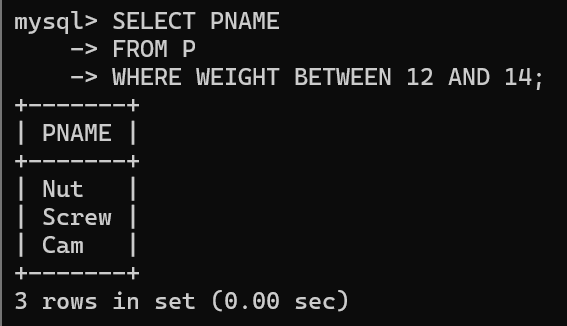 mysql> SELECT PNAME
    -> FROM P
    -> WHERE WEIGHT BETWEEN 12 AND 14;
+-------+
| PNAME |
+-------+
| Nut   |
| Screw |
| Cam   |
+-------+
3 rows in set (0.00 sec)